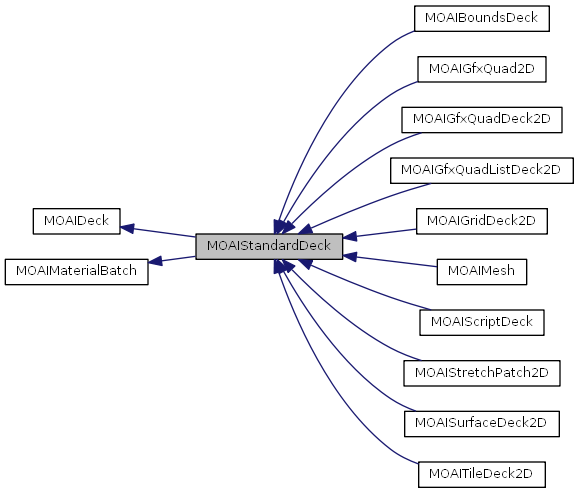 MOAIDeck
MOAIMaterialBatch
MOAIStandardDeck
MOAIBoundsDeck
MOAIGfxQuad2D
MOAIGfxQuadDeck2D
MOAIGfxQuadListDeck2D
MOAIGridDeck2D
MOAIMesh
MOAIScriptDeck
MOAIStretchPatch2D
MOAISurfaceDeck2D
MOAITileDeck2D